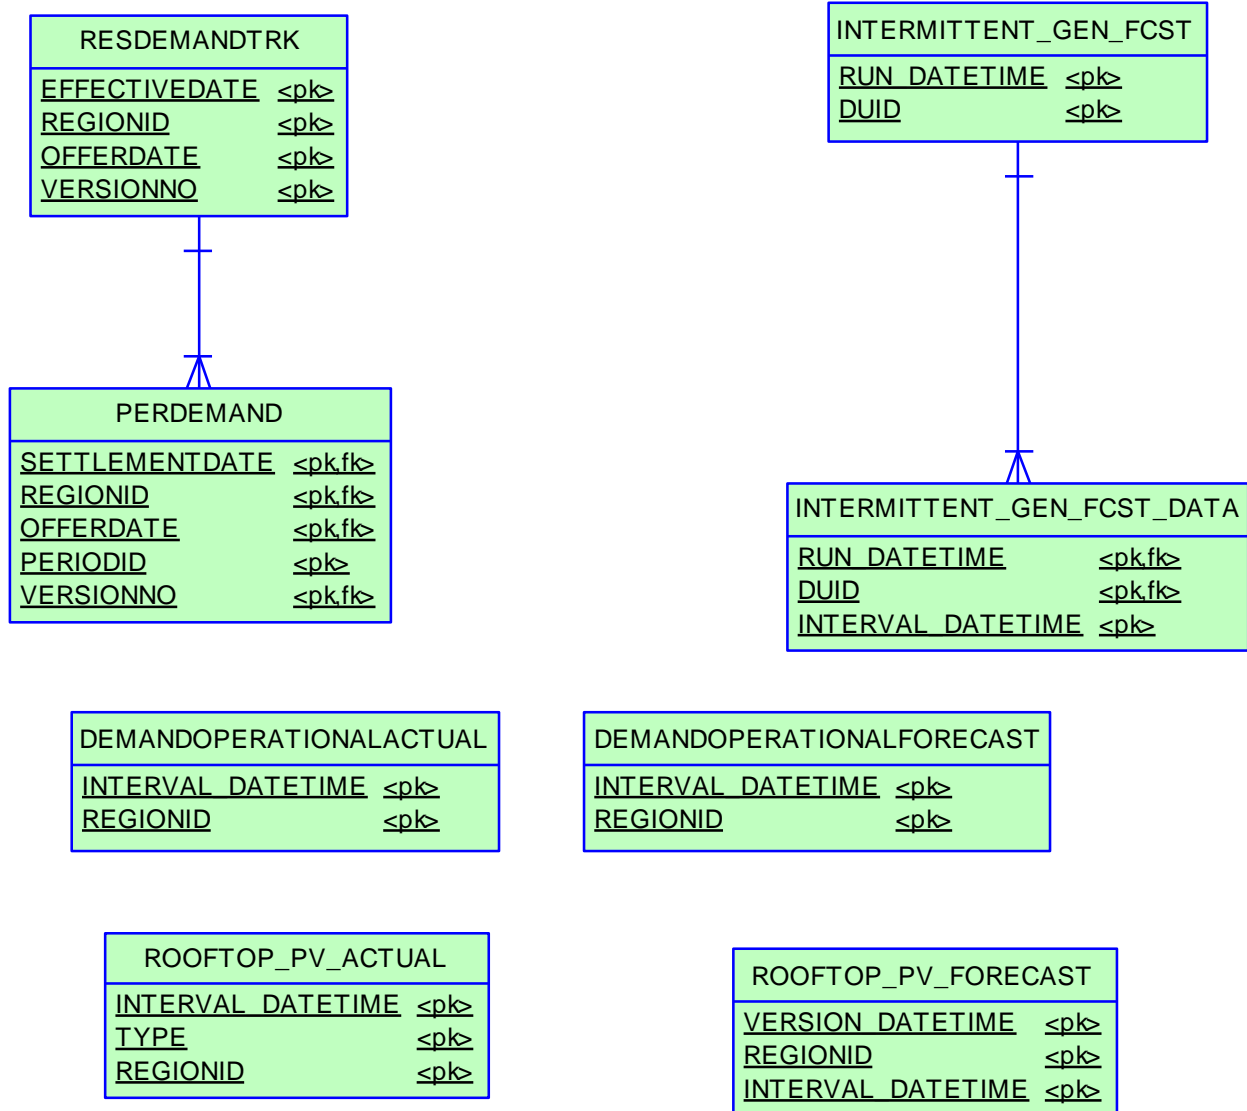 RESDEMANDTRK
EFFECTIVEDATE <pk>
REGIONID <pk>
OFFERDATE <pk>
VERSIONNO <pk>
INTERMITTENT_GEN_FCST
RUN_DATETIME <pk>
DUID <pk>
PERDEMAND
SETTLEMENTDATE <pk,fk>
REGIONID <pk,fk>
OFFERDATE <pk,fk>
PERIODID <pk>
VERSIONNO <pk,fk>
INTERMITTENT_GEN_FCST_DATA
RUN_DATETIME <pk,fk>
DUID <pk,fk>
INTERVAL_DATETIME <pk>
DEMANDOPERATIONALACTUAL
INTERVAL_DATETIME <pk>
REGIONID <pk>
DEMANDOPERATIONALFORECAST
INTERVAL_DATETIME <pk>
REGIONID <pk>
ROOFTOP_PV_ACTUAL
INTERVAL_DATETIME <pk>
TYPE <pk>
REGIONID <pk>
ROOFTOP_PV_FORECAST
VERSION_DATETIME <pk>
REGIONID <pk>
INTERVAL_DATETIME <pk>